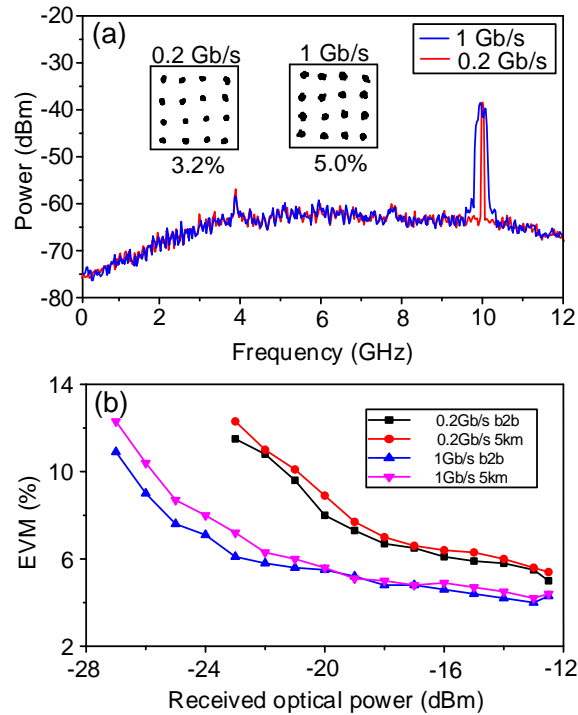 (a)
0.2 Gb/s
1 Gb/s
3.2%
5.0%
1 Gb/s
0.2 Gb/s
-20
-30
-40
-50
-60
-70
-80
Power (dBm)
0 2 4 6 8 10 12
Frequency (GHz)
(b)
0.2Gb/s b2b
0.2Gb/s 5km
1Gb/s b2b
1Gb/s 5km
14
10
6
2
EVM (%)
-28 -24 -20 -16 -12
Received optical power (dBm)